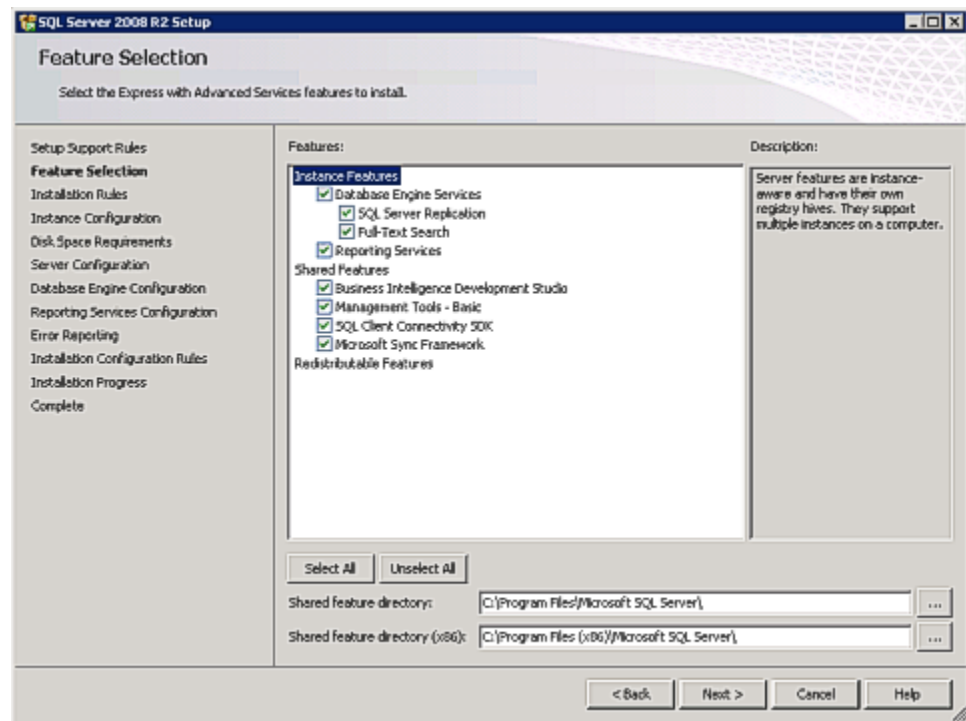 SQL Server 2008 R2 Setup
Feature Selection
Select the Express with Advanced Services features to install.
Setup Support Rules
Feature Selection
Installation Rules
Instance Configuration
Disk Space Requirements
Server Configuration
Database Engine Configuration
Reporting Services Configuration
Error Reporting
Installation Configuration Rules
Installation Progress
Complete
Features:
Instance Features
Database Engine Services
SQL Server Replication
Full-Text Search
Reporting Services
Shared Features
Business Intelligence Development Studio
Management Tools - Basic
SQL Client Connectivity SDK
Microsoft Sync Framework
Redistributable Features
Description:
Server features are instance-
aware and have their own
registry hives. They support
multiple instances on a computer.
Select All
Unselect All
Shared feature directory: C:\Program Files\Microsoft SQL Server\
...
Shared feature directory (x86): C:\Program Files (x86)\Microsoft SQL Server\
...
< Back
Next >
Cancel
Help